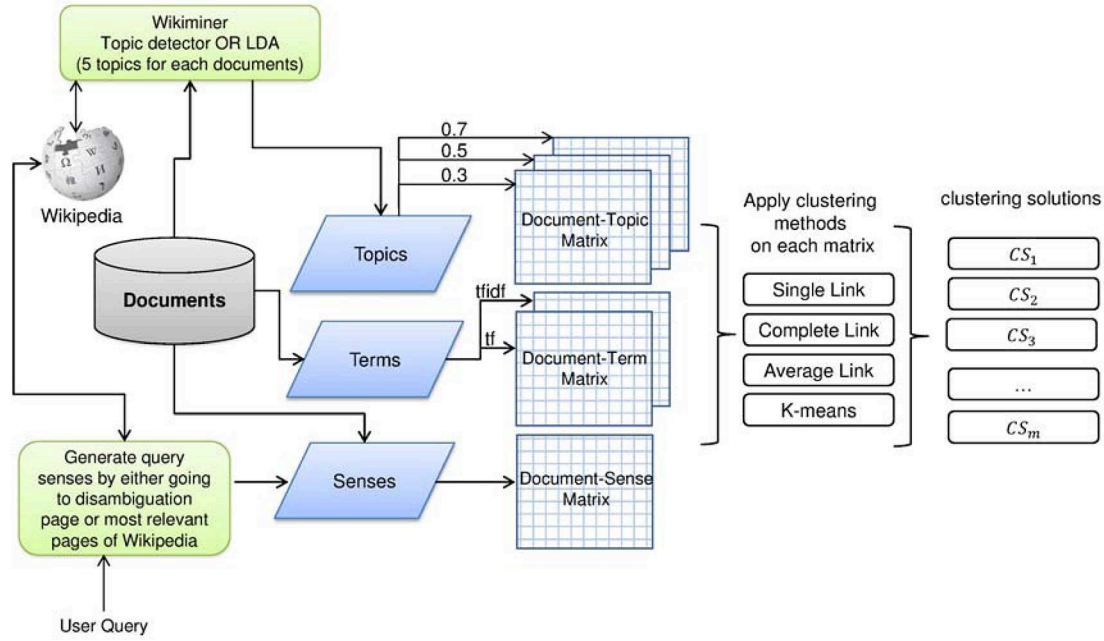 Wikiminer
Topic detector OR LDA
(5 topics for each documents)
Wikipedia
Documents
Topics
0.7
0.5
0.3
Document-Topic
Matrix
Terms
tfidf
tf
Document-Term
Matrix
Generate query
senses by either going
to disambiguation
page or most relevant
pages of Wikipedia
User Query
Senses
Document-Sense
Matrix
Apply clustering
methods
on each matrix
Single Link
Complete Link
Average Link
K-means
clustering solutions
CS₁
CS₂
CS₃
...
CSₘ